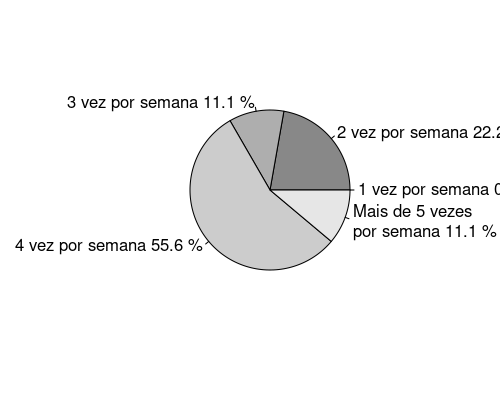 3 vez por semana 11.1 %
2 vez por semana 22.2
1 vez por semana 0
Mais de 5 vezes
por semana 11.1 %
4 vez por semana 55.6 %